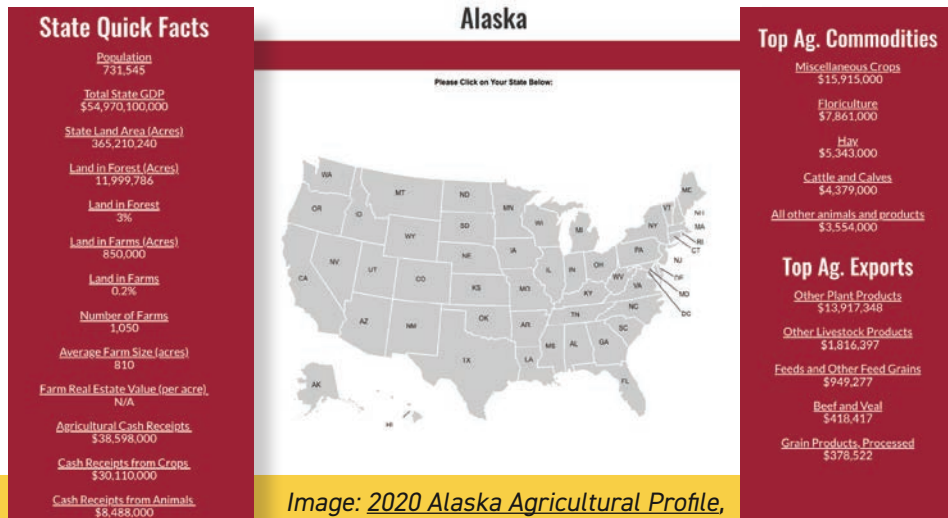 State Quick Facts
Population
731,545
Total State GDP
$54,970,100,000
State Land Area (Acres)
365,210,240
Land in Forest (Acres)
11,999,786
Land in Forest
3%
Land in Farms (Acres)
850,000
Land in Farms
0.2%
Number of Farms
1,050
Average Farm Size (acres)
810
Farm Real Estate Value (per acre)
N/A
Agricultural Cash Receipts
$38,598,000
Cash Receipts from Crops
$30,110,000
Cash Receipts from Animals
$8,488,000
Alaska
Please Click on Your State Below:
WA
OR
CA
ID
NV
MT
WY
UT
AZ
CO
NM
ND
SD
NE
KS
OK
TX
MN
IA
MO
AR
LA
WI
IL
MI
IN
OH
KY
TN
MS
AL
GA
FL
SC
NC
VA
WV
PA
NY
VT
ME
NH
MA
RI
CT
NJ
DE
MD
DC
AK
HI
Image: 2020 Alaska Agricultural Profile,
Top Ag. Commodities
Miscellaneous Crops
$15,915,000
Floriculture
$7,861,000
Hay
$5,343,000
Cattle and Calves
$4,379,000
All other animals and products
$3,554,000
Top Ag. Exports
Other Plant Products
$13,917,348
Other Livestock Products
$1,816,397
Feeds and Other Feed Grains
$949,277
Beef and Veal
$418,417
Grain Products, Processed
$378,522